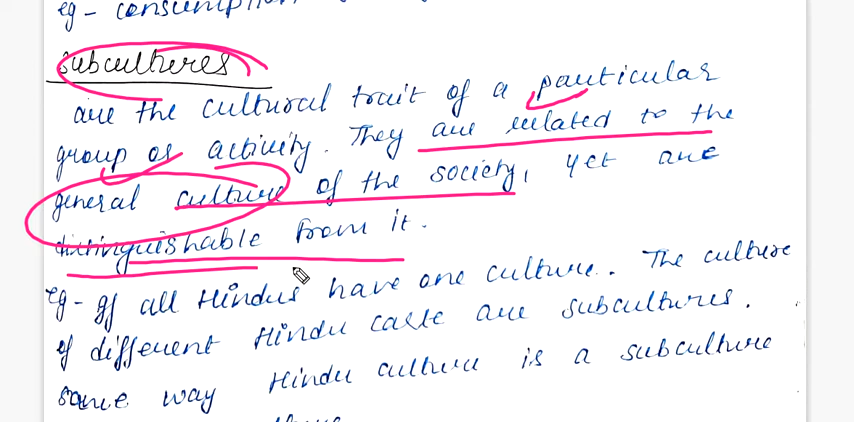 eg - consumption
Subcultures
are the cultural trait of a particular
group or activity. They are related to the
general culture of the society, yet are
distinguishable from it.
eg - If all Hindus have one culture. The culture
of different Hindu caste are subcultures.
same way Hindu culture is a subculture